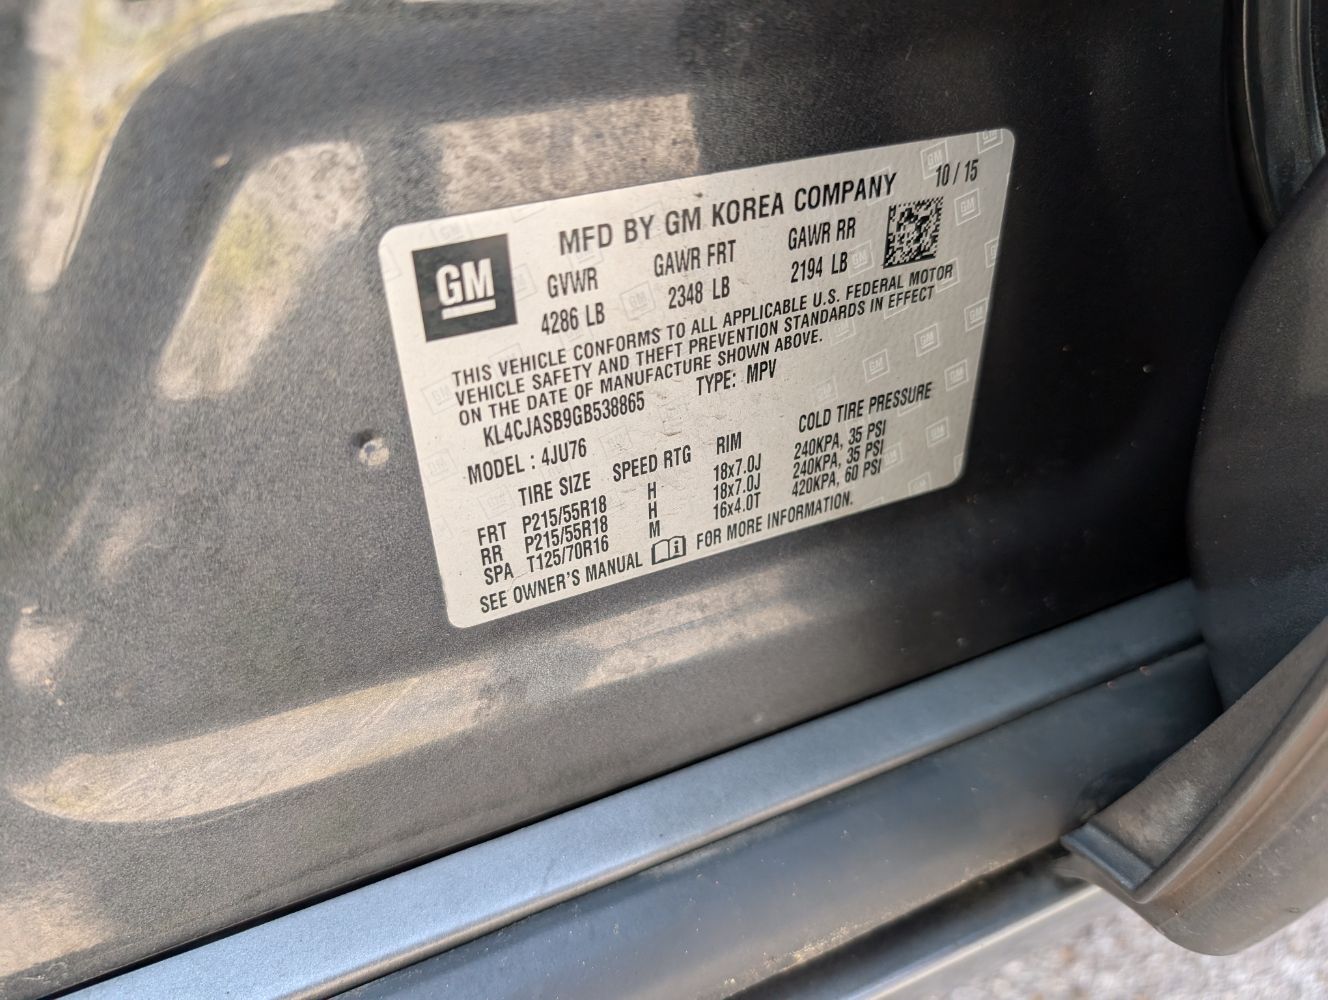 MFD BY GM KOREA COMPANY 10 / 15
GM
GVWR GAWR FRT GAWR RR
4286 LB 2348 LB 2194 LB
THIS VEHICLE CONFORMS TO ALL APPLICABLE U.S. FEDERAL MOTOR
VEHICLE SAFETY AND THEFT PREVENTION STANDARDS IN EFFECT
ON THE DATE OF MANUFACTURE SHOWN ABOVE.
KL4CJASB9GB538865 TYPE: MPV
MODEL : 4JU76
TIRE SIZE SPEED RTG RIM COLD TIRE PRESSURE
FRT P215/55R18 H 18x7.0J 240KPA, 35 PSI
RR P215/55R18 H 18x7.0J 240KPA, 35 PSI
SPA T125/70R16 M 16x4.0T 420KPA, 60 PSI
SEE OWNER'S MANUAL i FOR MORE INFORMATION.